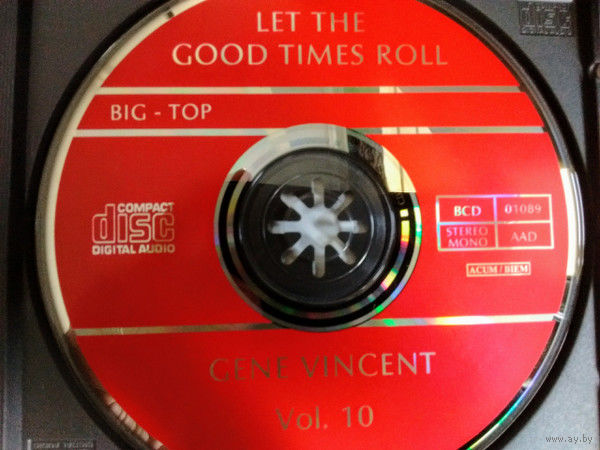 LET THE
GOOD TIMES ROLL
BIG - TOP
COMPACT
disc
DIGITAL AUDIO
BCD 01089
STEREO
MONO
AAD
ACUM / BIEM
GENE VINCENT
Vol. 10
www.ay.by